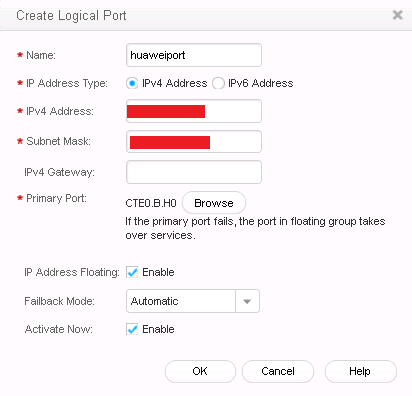 Create Logical Port
* Name: huaweiport
* IP Address Type: IPv4 Address IPv6 Address
* IPv4 Address:
* Subnet Mask:
IPv4 Gateway:
* Primary Port: CTE0.B.H0 Browse
If the primary port fails, the port in floating group takes
over services.
IP Address Floating: Enable
Failback Mode: Automatic
Activate Now: Enable
OK Cancel Help